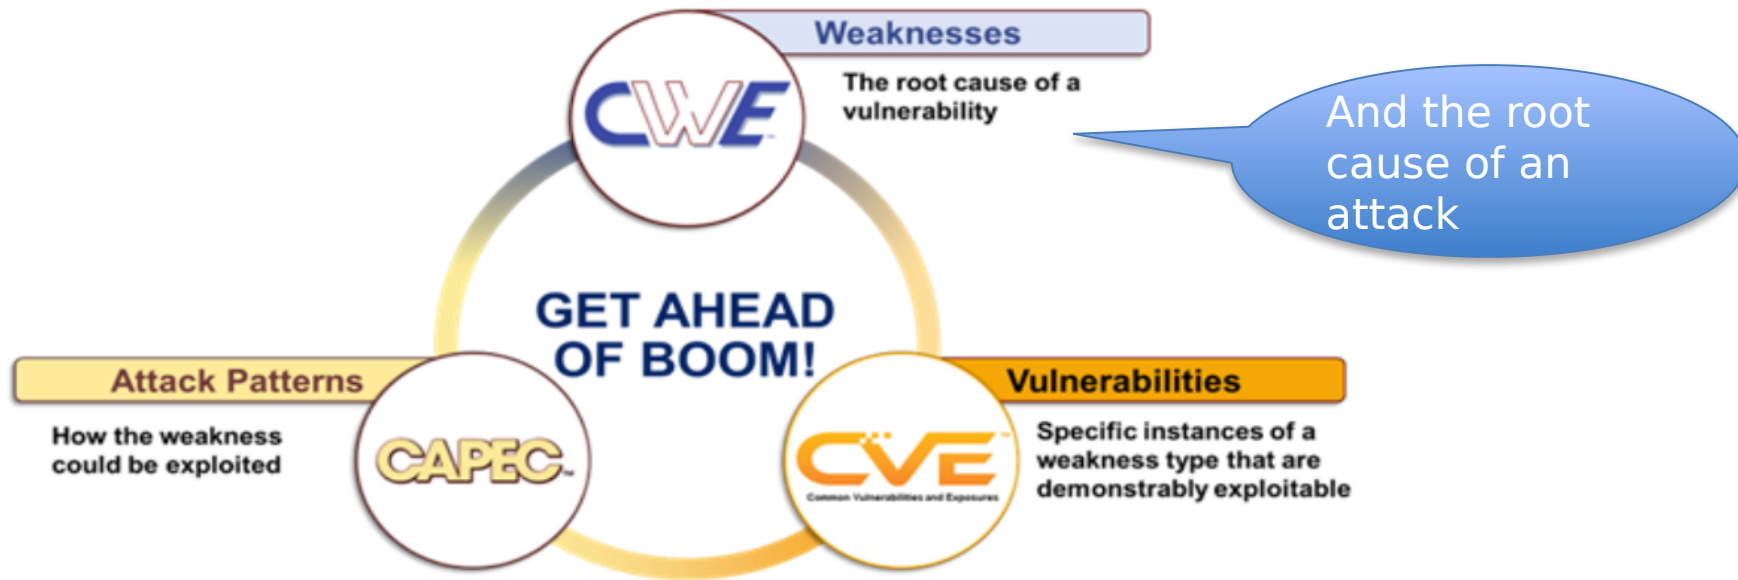 Weaknesses
CWE
The root cause of a
vulnerability
And the root
cause of an
attack
GET AHEAD
OF BOOM!
Attack Patterns
How the weakness
could be exploited
CAPEC™
Vulnerabilities
CVE™
Common Vulnerabilities and Exposures
Specific instances of a
weakness type that are
demonstrably exploitable